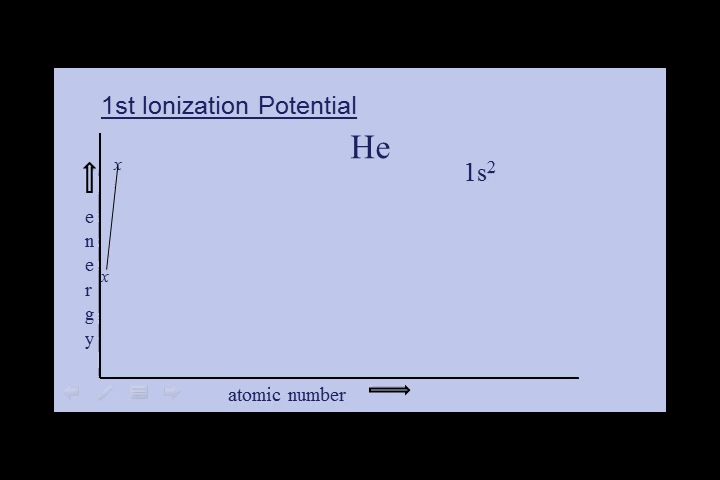 1st Ionization Potential
He
1s²
x
x
energy
atomic number